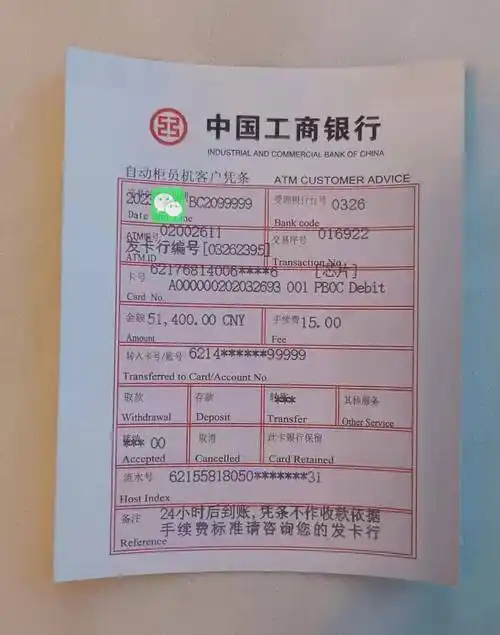 中国工商银行
INDUSTRIAL AND COMMERCIAL BANK OF CHINA
自动柜员机客户凭条 ATM CUSTOMER ADVICE
2023 BC2099999 受理银行行号 0326
Date and Time Bank code
ATM编号 02002611 交易序号 016922
发卡行编号[03262395]
ATM ID Transaction No.
卡号 62176814006****6 [芯片]
A000000202032693 001 PBOC Debit
Card No.
金额 51,400.00 CNY 手续费 15.00
Amount Fee
转入卡号/账号 6214******99999
Transferred to Card/Account No.
取款 存款 转账 *** 其他服务
Withdrawal Deposit Transfer Other Service
*** 00 取消 此卡银行保留
Accepted Cancelled Card Retained
流水号 62155818050*******31
Host Index
备注 24小时后到账,凭条不作收款依据
手续费标准请咨询您的发卡行
Reference